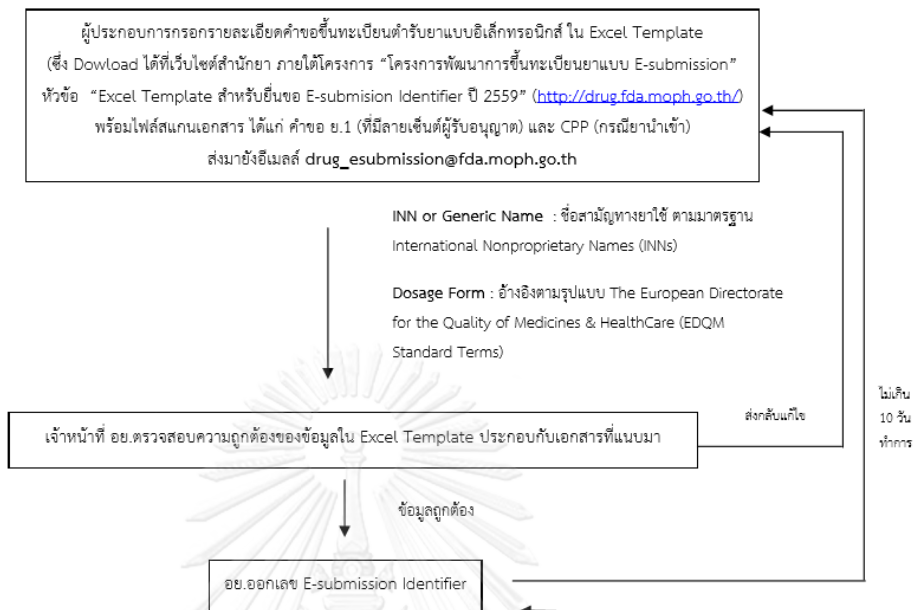 ผู้ประกอบการกรอกรายละเอียดคำขอขึ้นทะเบียนตำรับยาแบบอิเล็กทรอนิกส์ ใน Excel Template
(ซึ่ง Dowload ได้ที่เว็บไซต์สำนักยา ภายใต้โครงการ “โครงการพัฒนาการขึ้นทะเบียนยาแบบ E-submission”
หัวข้อ “Excel Template สำหรับยื่นขอ E-submision Identifier ปี 2559” (http://drug.fda.moph.go.th/)
พร้อมไฟล์สแกนเอกสาร ได้แก่ คำขอ ย.1 (ที่มีลายเซ็นต์ผู้รับอนุญาต) และ CPP (กรณียานำเข้า)
ส่งมายังอีเมลล์ drug_esubmission@fda.moph.go.th
INN or Generic Name : ชื่อสามัญทางยาใช้ ตามมาตรฐาน
International Nonproprietary Names (INNs)
Dosage Form : อ้างอิงตามรูปแบบ The European Directorate
for the Quality of Medicines & HealthCare (EDQM
Standard Terms)
ส่งกลับแก้ไข
ไม่เกิน
10 วัน
ทำการ
เจ้าหน้าที่ อย.ตรวจสอบความถูกต้องของข้อมูลใน Excel Template ประกอบกับเอกสารที่แนบมา
ข้อมูลถูกต้อง
อย.ออกเลข E-submission Identifier